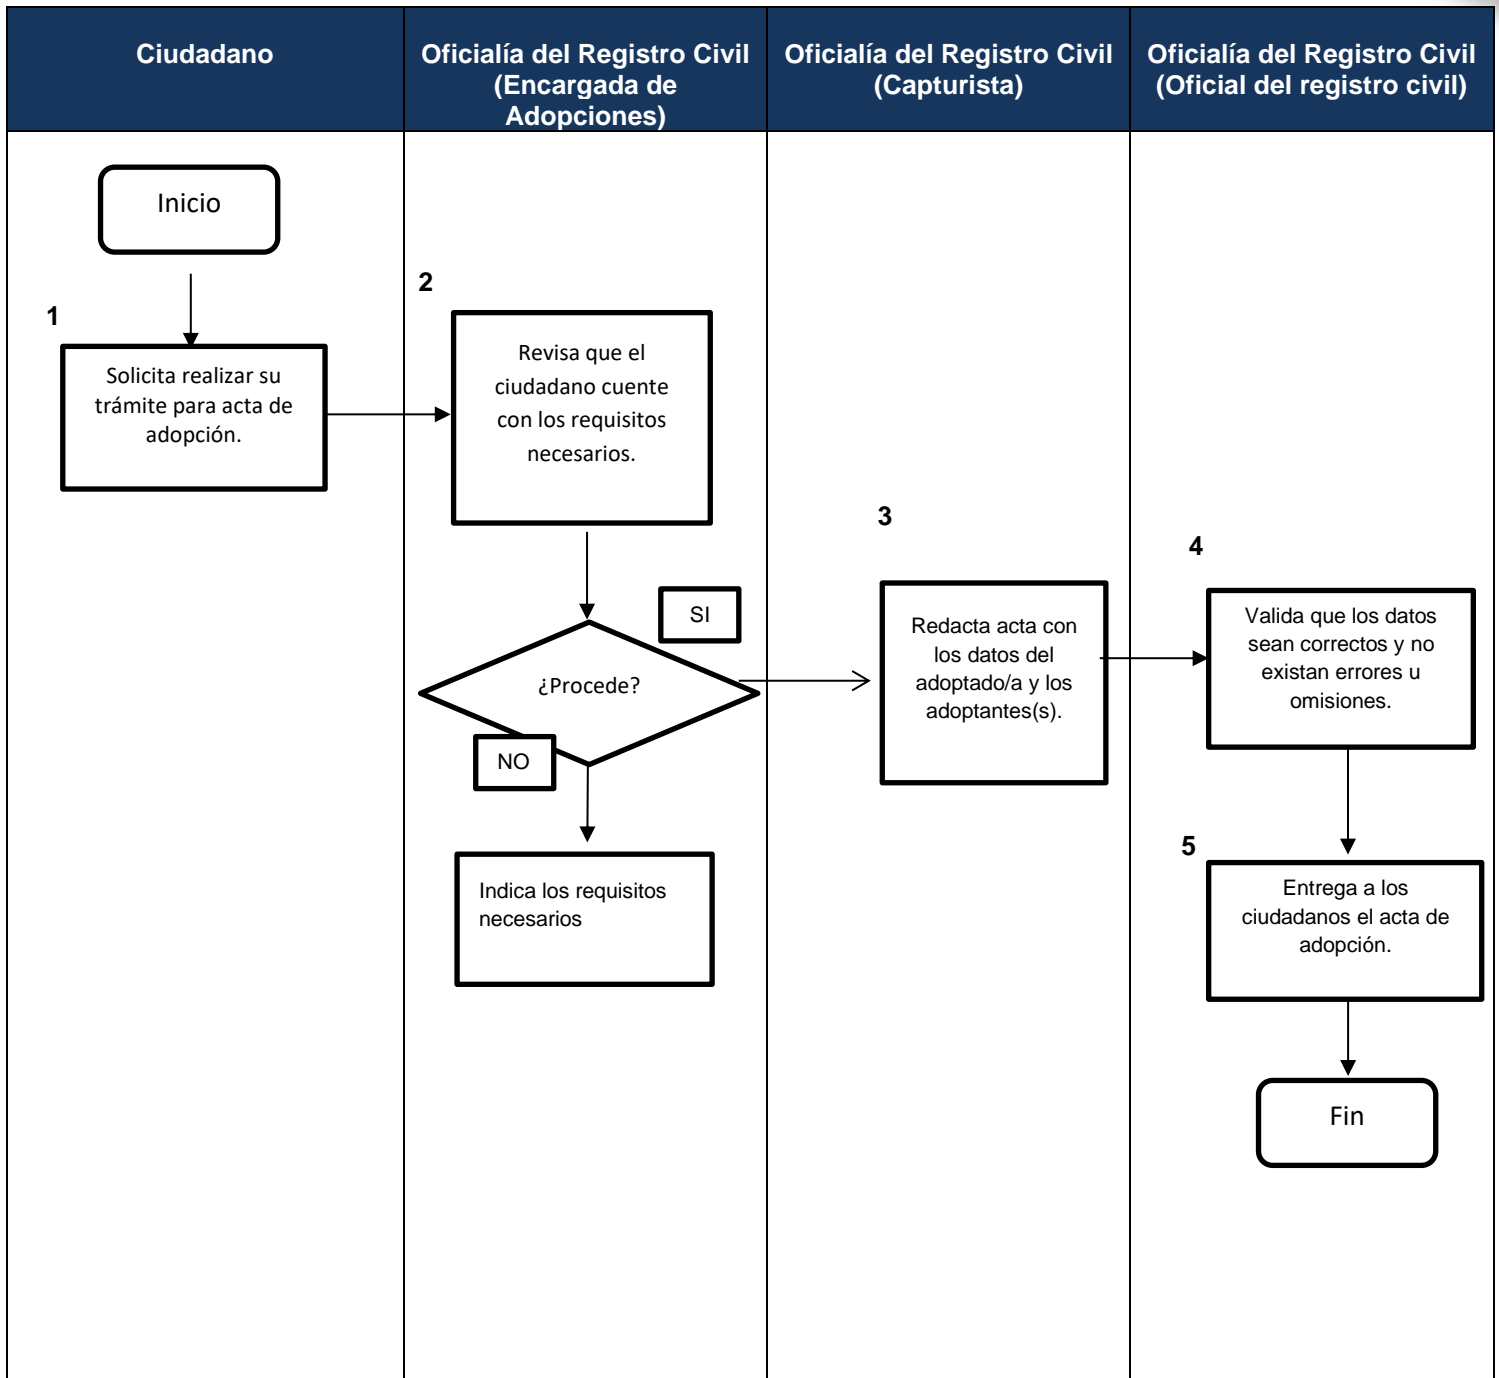 Ciudadano
Oficialía del Registro Civil
(Encargada de
Adopciones)
Oficialía del Registro Civil
(Capturista)
Oficialía del Registro Civil
(Oficial del registro civil)
Inicio
1
Solicita realizar su
trámite para acta de
adopción.
2
Revisa que el
ciudadano cuente
con los requisitos
necesarios.
SI
¿Procede?
NO
Indica los requisitos
necesarios
3
Redacta acta con
los datos del
adoptado/a y los
adoptantes(s).
4
Valida que los datos
sean correctos y no
existan errores u
omisiones.
5
Entrega a los
ciudadanos el acta de
adopción.
Fin